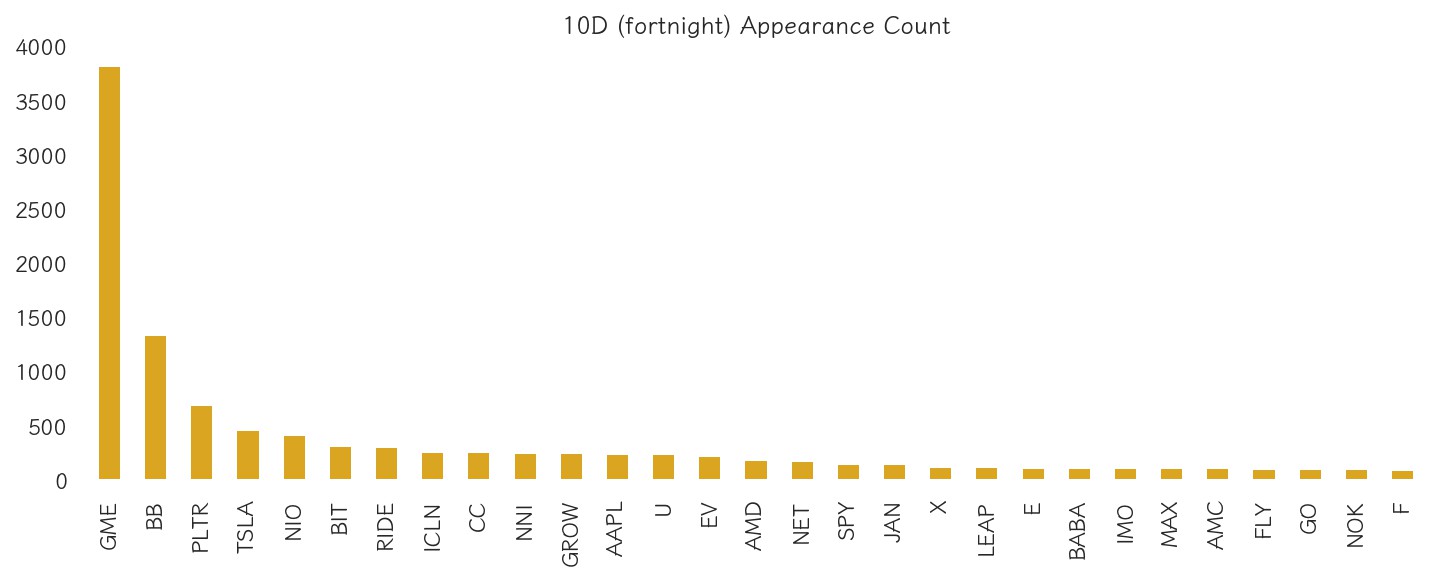 10D (fortnight) Appearance Count
4000
3500
3000
2500
2000
1500
1000
500
0
GME
BB
PLTR
TSLA
NIO
BIT
RIDE
ICLN
CC
NNI
GROW
AAPL
U
EV
AMD
NET
SPY
JAN
X
LEAP
E
BABA
IMO
MAX
AMC
FLY
GO
NOK
F